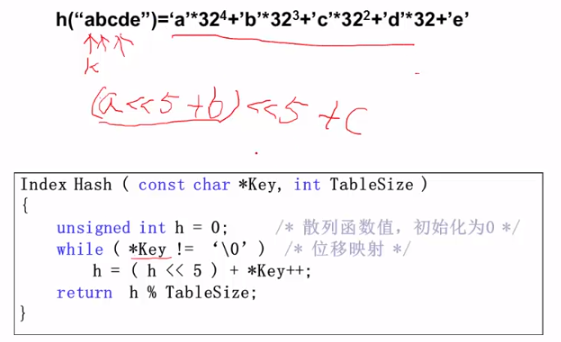 h(“abcde”)=‘a’*32⁴+’b’*32³+’c’*32²+’d’*32+’e’
k
(a<<5+b)<<5+c
Index Hash ( const char *Key, int TableSize )
{
unsigned int h = 0; /* 散列函数值，初始化为0 */
while ( *Key != ‘\0’ ) /* 位移映射 */
h = ( h << 5 ) + *Key++;
return h % TableSize;
}